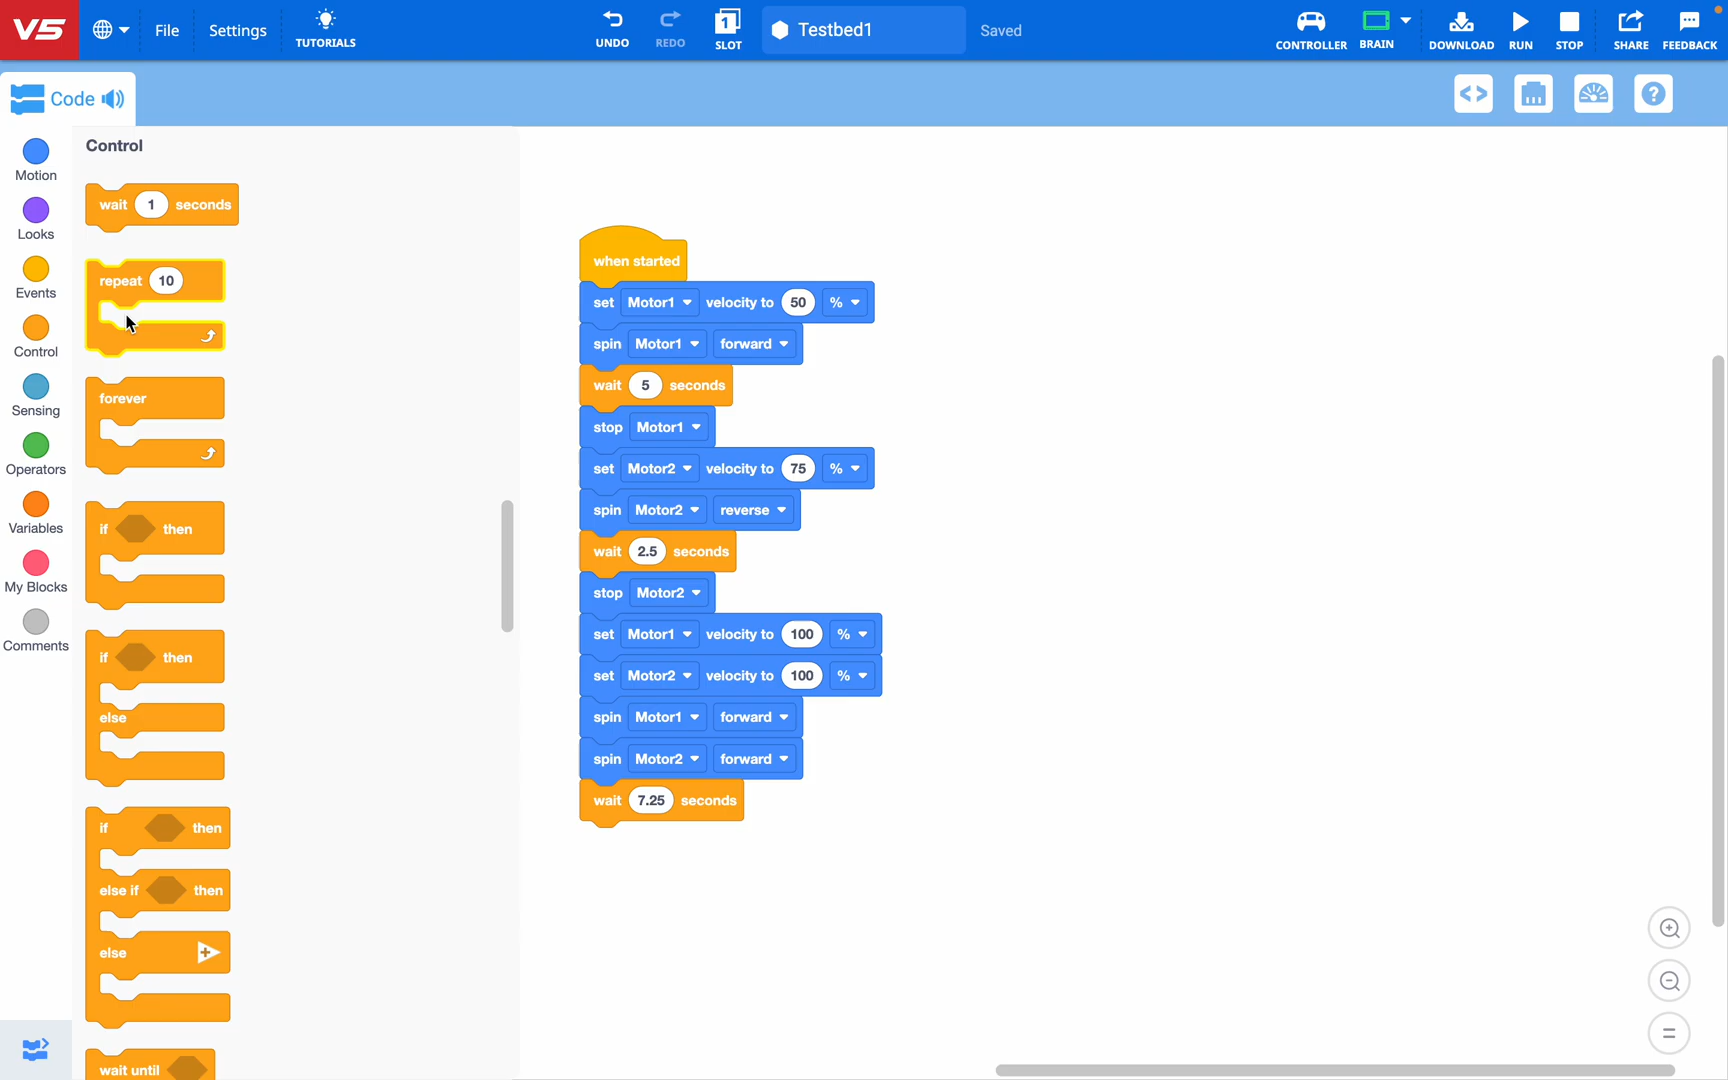 V5
File
Settings
TUTORIALS
UNDO
REDO
1
SLOT
Testbed1
Saved
CONTROLLER
BRAIN
DOWNLOAD
RUN
STOP
SHARE
FEEDBACK
Code
<>
?
Motion
Looks
Events
Control
Sensing
Operators
Variables
My Blocks
Comments
Control
wait 1 seconds
repeat 10
forever
if then
if then
else
if then
else if then
else
wait until
when started
set Motor1 velocity to 50 %
spin Motor1 forward
wait 5 seconds
stop Motor1
set Motor2 velocity to 75 %
spin Motor2 reverse
wait 2.5 seconds
stop Motor2
set Motor1 velocity to 100 %
set Motor2 velocity to 100 %
spin Motor1 forward
spin Motor2 forward
wait 7.25 seconds